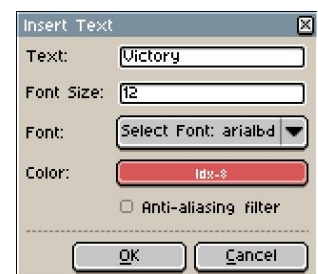 Insert Text
Text: Victory
Font Size: 12
Font: Select Font: arialbd
Color: Idx-8
Anti-aliasing filter
OK Cancel